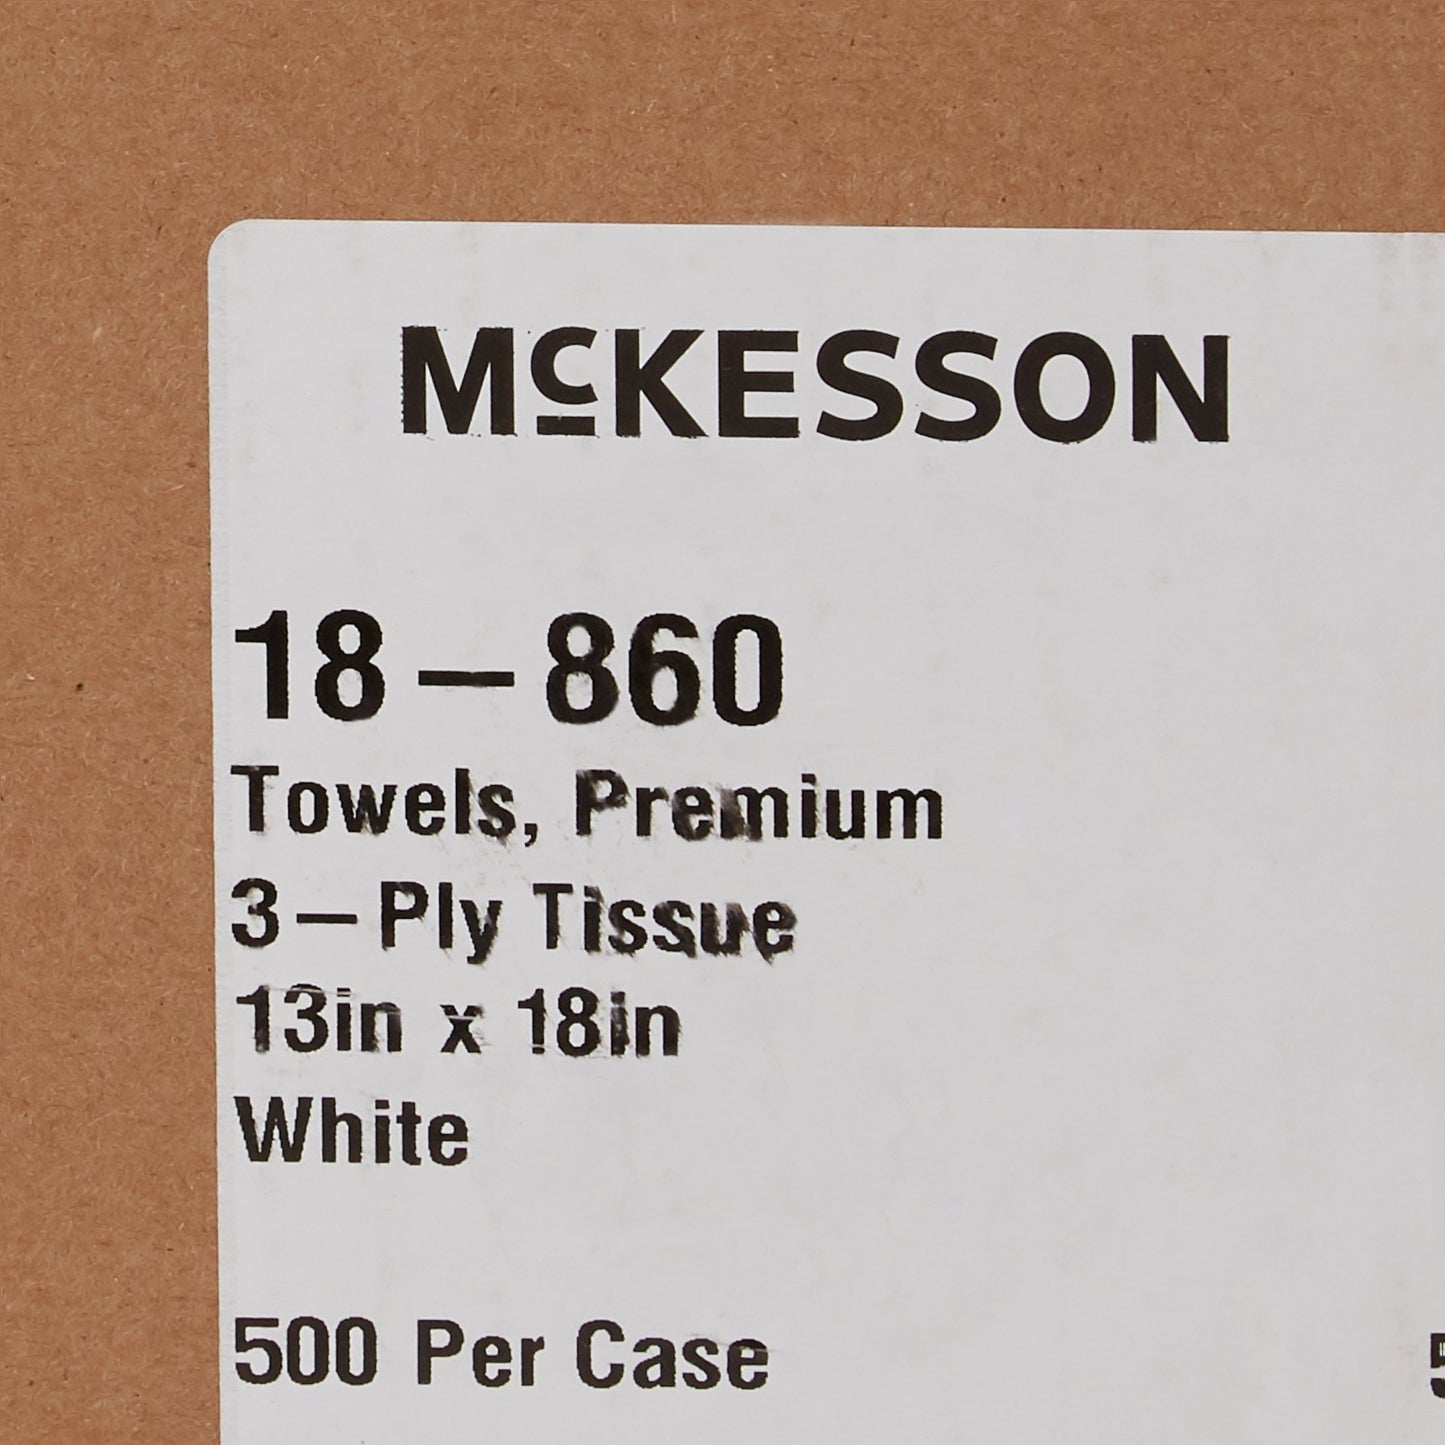 McKESSON
18-860
Towels, Premium
3-Ply Tissue
13in x 18in
White
500 Per Case